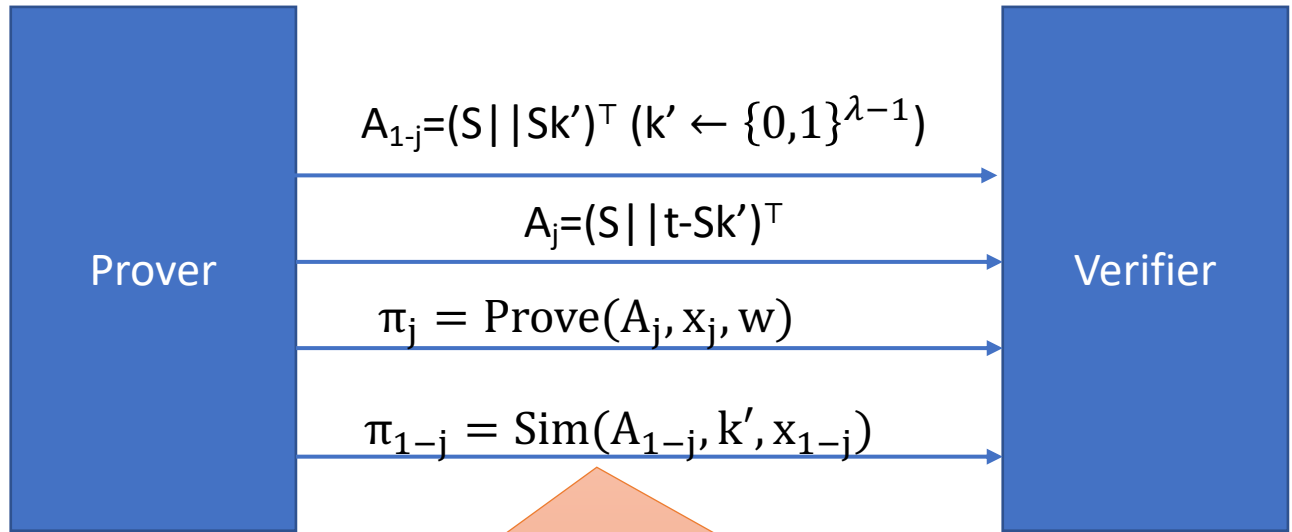 Prover
A₁₋ⱼ=(S||Sk’)ᵀ (k’ ← {0,1}^{λ−1})
Aⱼ=(S||t-Sk’)ᵀ
πⱼ = Prove(Aⱼ, xⱼ, w)
π₁₋ⱼ = Sim(A₁₋ⱼ, k′, x₁₋ⱼ)
Verifier